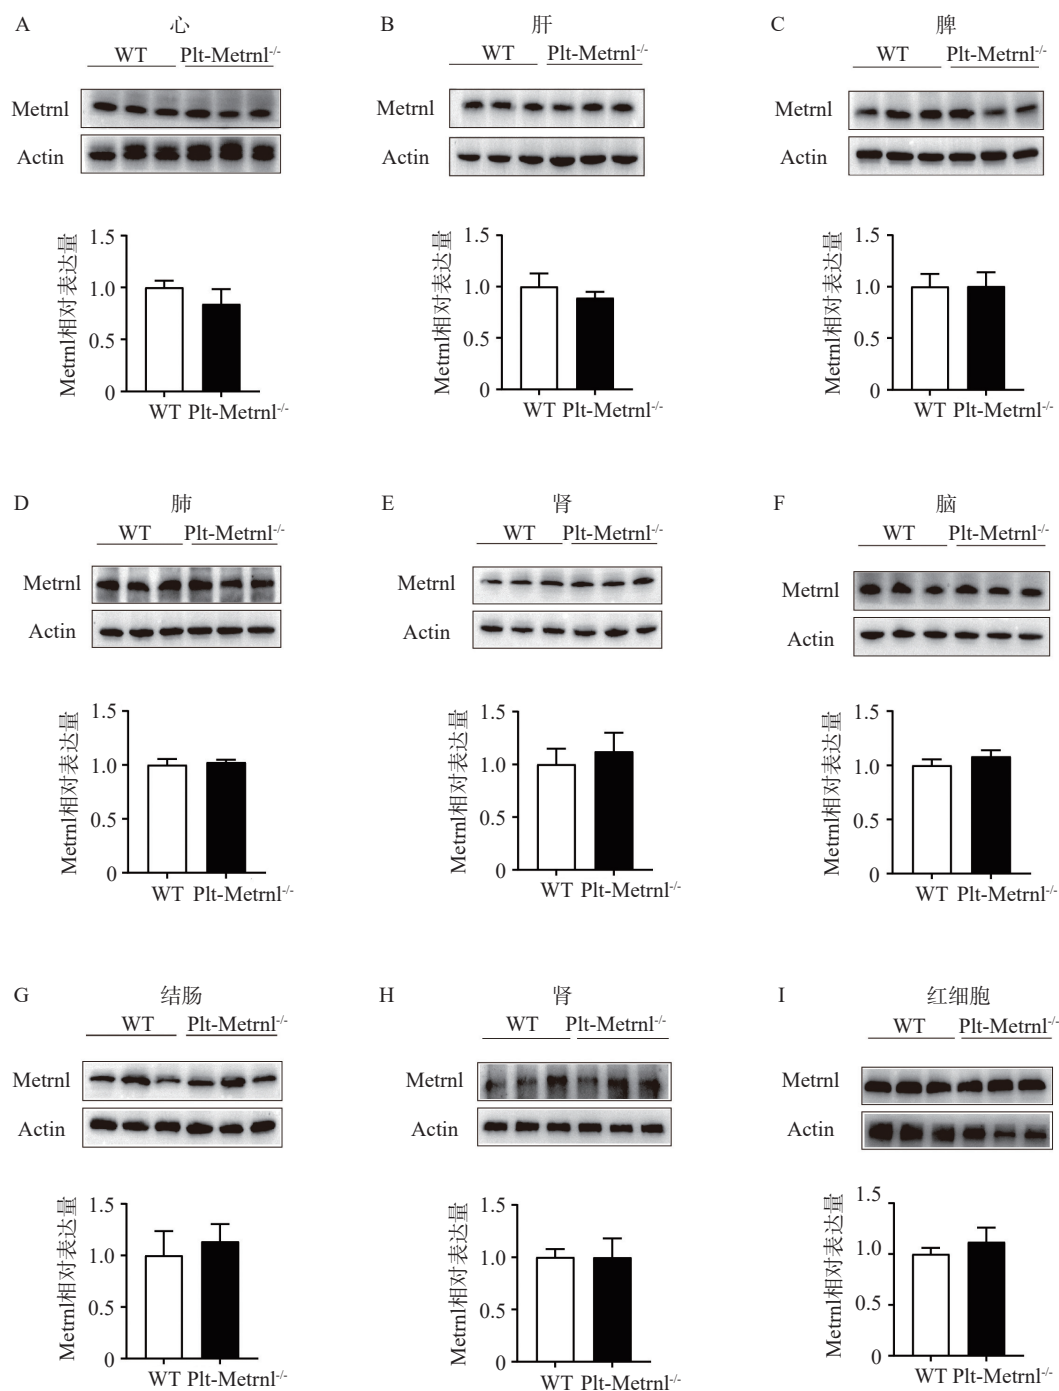 A 心
WT Plt-Metrnl-/-
Metrnl
Actin
Metrnl相对表达量
1.5
1.0
0.5
0
WT Plt-Metrnl-/-
B 肝
WT Plt-Metrnl-/-
Metrnl
Actin
Metrnl相对表达量
1.5
1.0
0.5
0
WT Plt-Metrnl-/-
C 脾
WT Plt-Metrnl-/-
Metrnl
Actin
Metrnl相对表达量
1.5
1.0
0.5
0
WT Plt-Metrnl-/-
D 肺
WT Plt-Metrnl-/-
Metrnl
Actin
Metrnl相对表达量
1.5
1.0
0.5
0
WT Plt-Metrnl-/-
E 肾
WT Plt-Metrnl-/-
Metrnl
Actin
Metrnl相对表达量
1.5
1.0
0.5
0
WT Plt-Metrnl-/-
F 脑
WT Plt-Metrnl-/-
Metrnl
Actin
Metrnl相对表达量
1.5
1.0
0.5
0
WT Plt-Metrnl-/-
G 结肠
WT Plt-Metrnl-/-
Metrnl
Actin
Metrnl相对表达量
1.5
1.0
0.5
0
WT Plt-Metrnl-/-
H 肾
WT Plt-Metrnl-/-
Metrnl
Actin
Metrnl相对表达量
1.5
1.0
0.5
0
WT Plt-Metrnl-/-
I 红细胞
WT Plt-Metrnl-/-
Metrnl
Actin
Metrnl相对表达量
1.5
1.0
0.5
0
WT Plt-Metrnl-/-